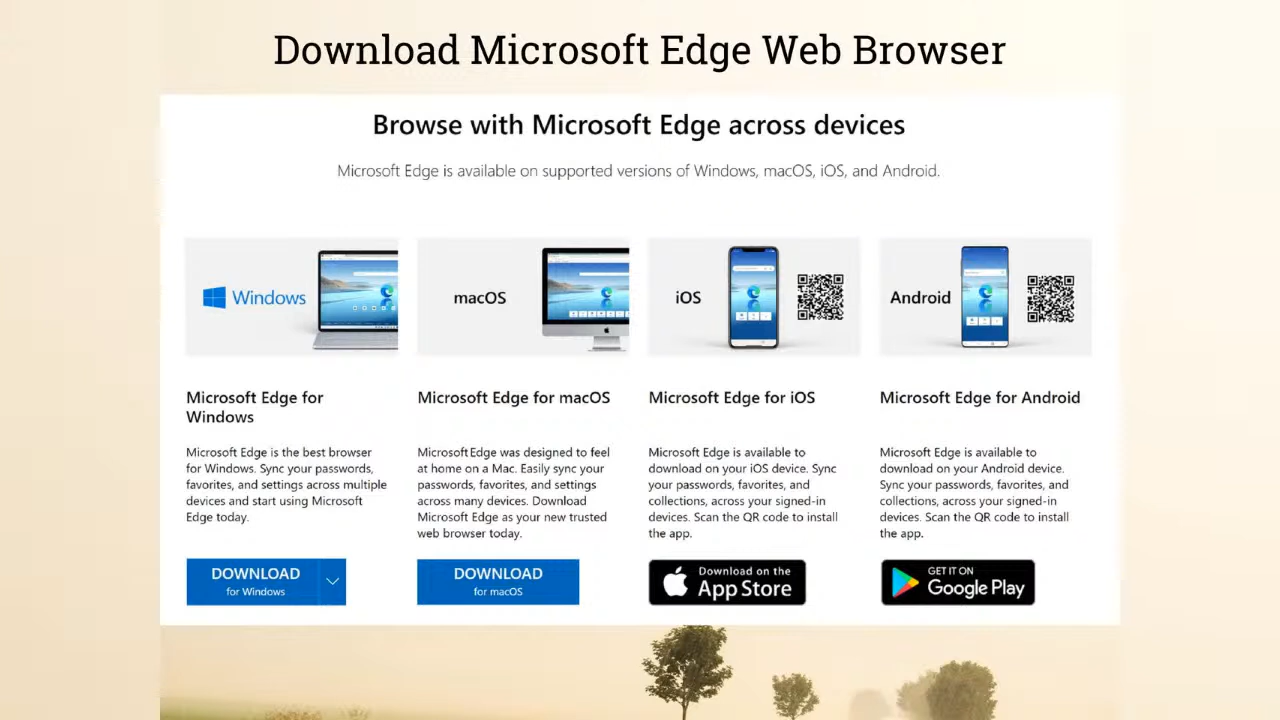 Download Microsoft Edge Web Browser
Browse with Microsoft Edge across devices
Microsoft Edge is available on supported versions of Windows, macOS, iOS, and Android.
Windows
macOS
iOS
Android
Microsoft Edge for
Windows
Microsoft Edge is the best browser
for Windows. Sync your passwords,
favorites, and settings across multiple
devices and start using Microsoft
Edge today.
DOWNLOAD
for Windows
Microsoft Edge for macOS
Microsoft Edge was designed to feel
at home on a Mac. Easily sync your
passwords, favorites, and settings
across many devices. Download
Microsoft Edge as your new trusted
web browser today.
DOWNLOAD
for macOS
Microsoft Edge for iOS
Microsoft Edge is available to
download on your iOS device. Sync
your passwords, favorites, and
collections, across your signed-in
devices. Scan the QR code to install
the app.
Download on the
App Store
Microsoft Edge for Android
Microsoft Edge is available to
download on your Android device.
Sync your passwords, favorites, and
collections, across your signed-in
devices. Scan the QR code to install
the app.
GET IT ON
Google Play